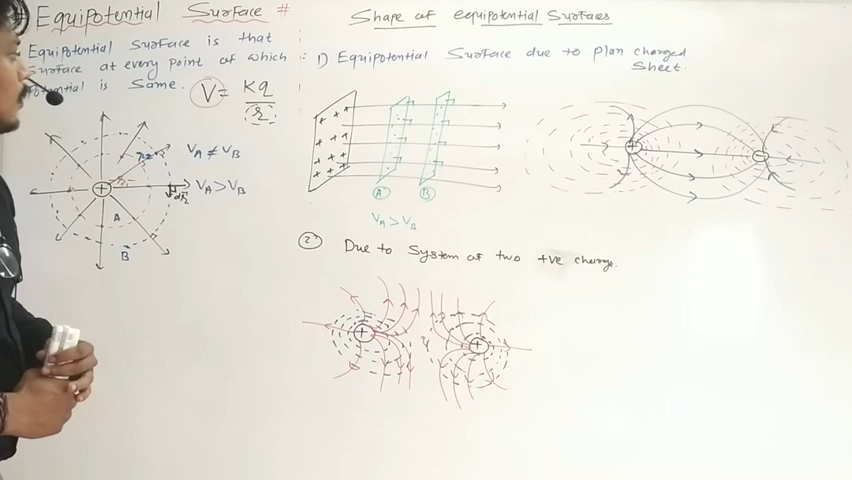 # Equipotential Surface #
Equipotential Surface is that
Surface at every point of which
Potential is Same.
V = Kq/r
+
VA ≠ VB
VA > VB
A
B
90°
Shape of equipotential Surfaces
1) Equipotential Surface due to plan charged
Sheet.
+ + +
+ + +
+ + +
+ + +
A
B
VA > VB
+
−
2 Due to System of two +ve charge.
+
+